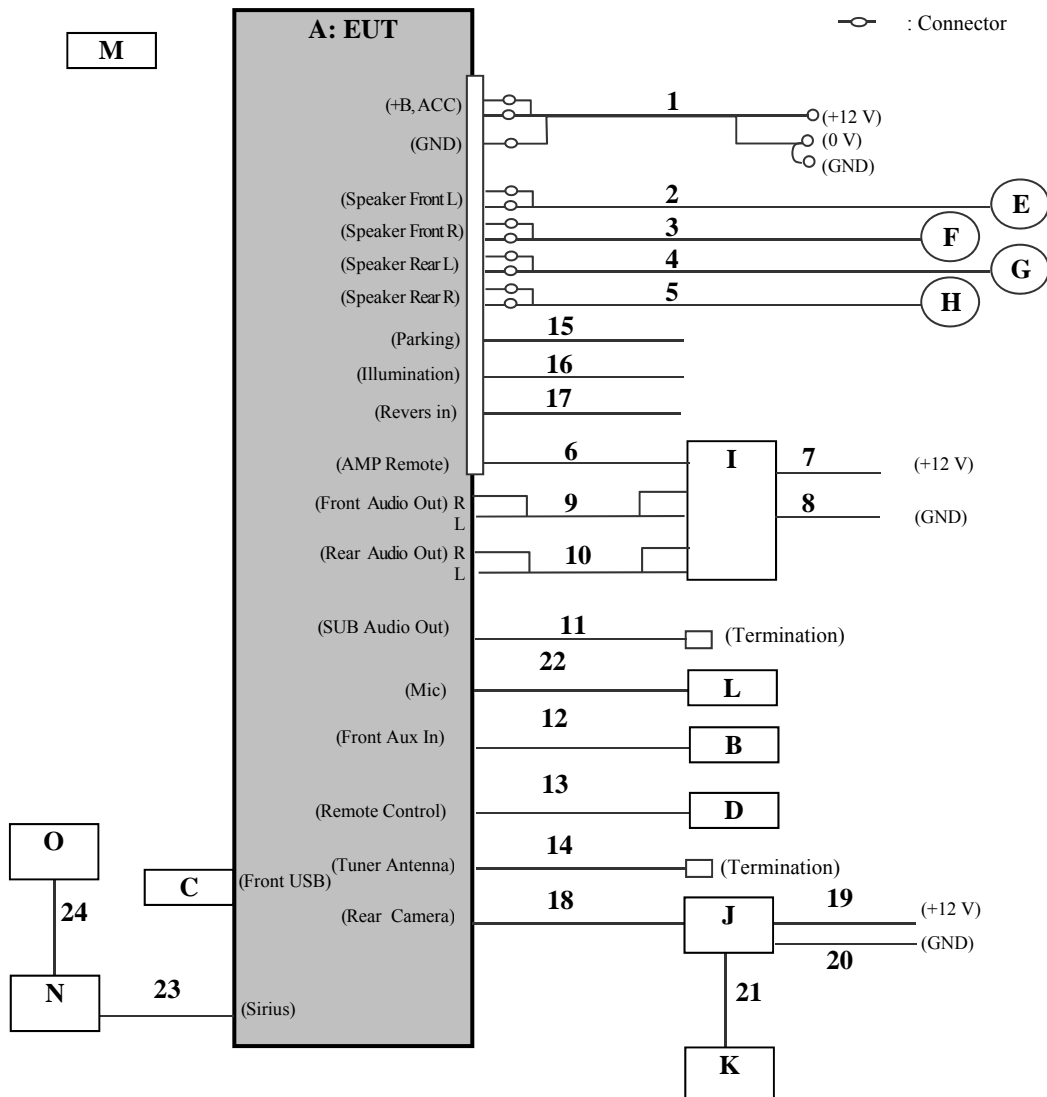 A: EUT
: Connector
M
(+B, ACC)
1
(+12 V)
(GND)
(0 V)
(GND)
(Speaker Front L)
2
E
(Speaker Front R)
3
F
(Speaker Rear L)
4
G
(Speaker Rear R)
5
H
(Parking)
15
(Illumination)
16
(Revers in)
17
(AMP Remote)
6
I
7
(+12 V)
(Front Audio Out) R
L
9
8
(GND)
(Rear Audio Out) R
L
10
(SUB Audio Out)
11
(Termination)
22
(Mic)
L
12
(Front Aux In)
B
13
(Remote Control)
D
O
14
(Tuner Antenna)
(Termination)
C
(Front USB)
24
18
(Rear Camera)
J
19
(+12 V)
(GND)
20
N
23
(Sirius)
21
K